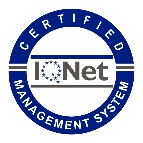 CERTIFIED
IQNet
MANAGEMENT SYSTEM